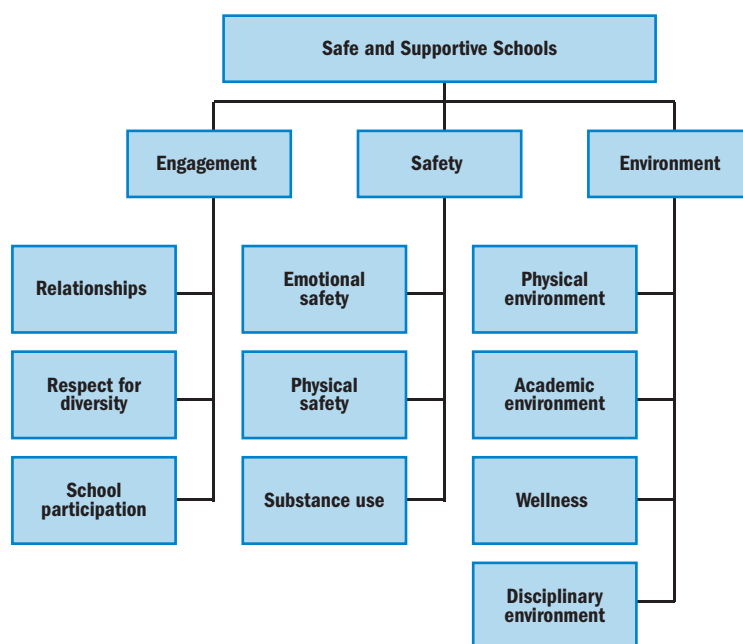 Safe and Supportive Schools
Engagement
Safety
Environment
Relationships
Emotional
safety
Physical
environment
Respect for
diversity
Physical
safety
Academic
environment
School
participation
Substance use
Wellness
Disciplinary
environment